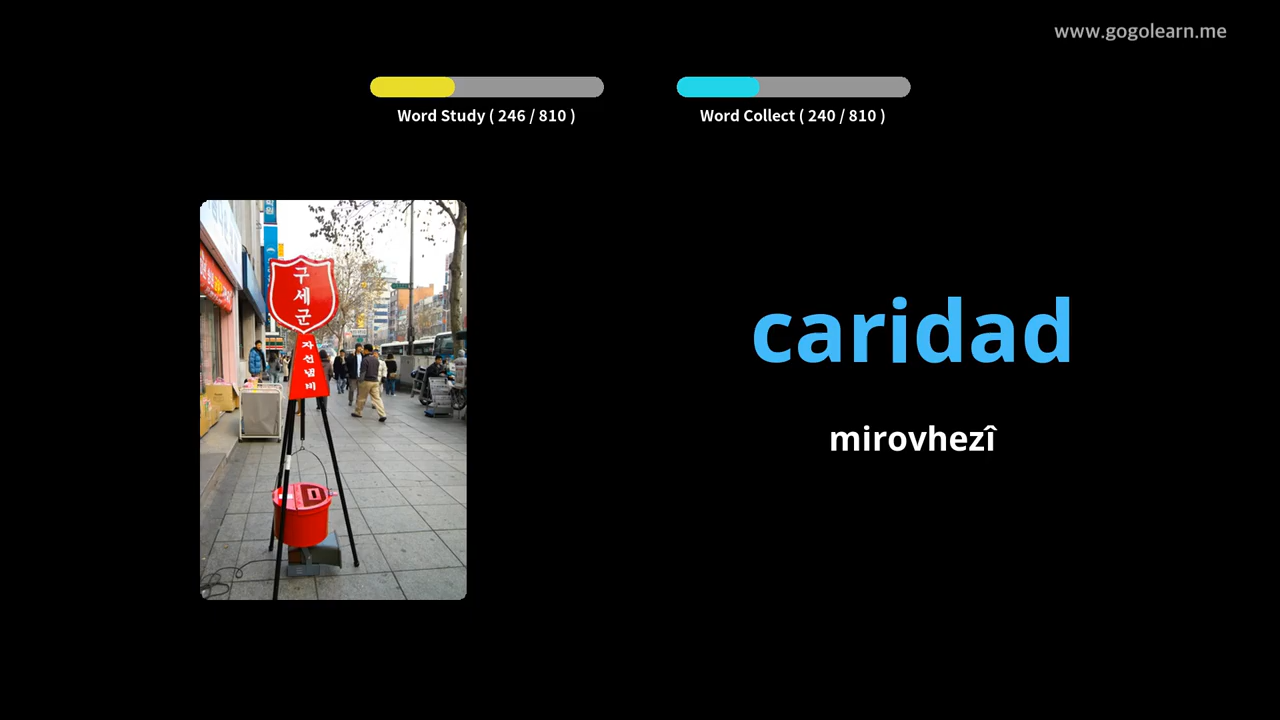 www.gogolearn.me
Word Study ( 246 / 810 )
Word Collect ( 240 / 810 )
구세군
자선냄비
caridad
mirovhezî